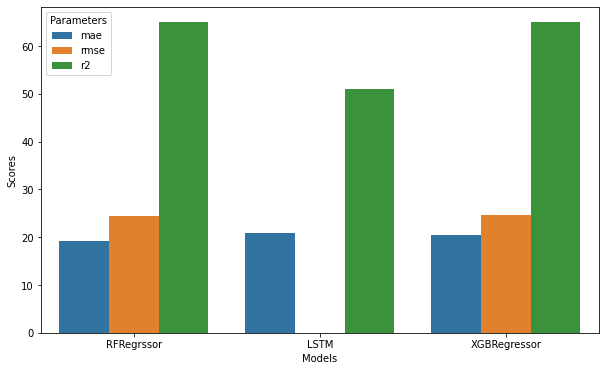 Parameters
mae
rmse
r2
60
50
40
30
20
10
0
Scores
RFRegrssor
LSTM
XGBRegressor
Models